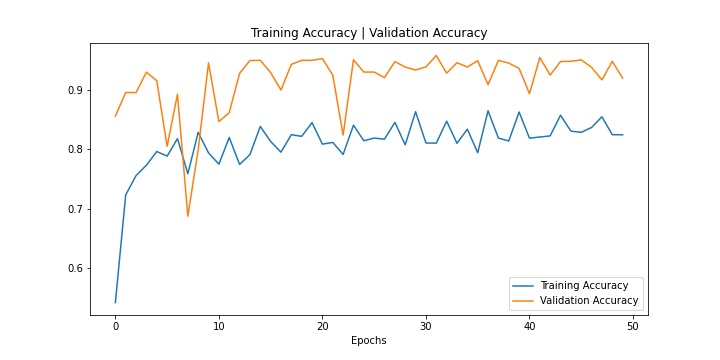 Training Accuracy | Validation Accuracy
0.9
0.8
0.7
0.6
Training Accuracy
Validation Accuracy
0 10 20 30 40 50
Epochs